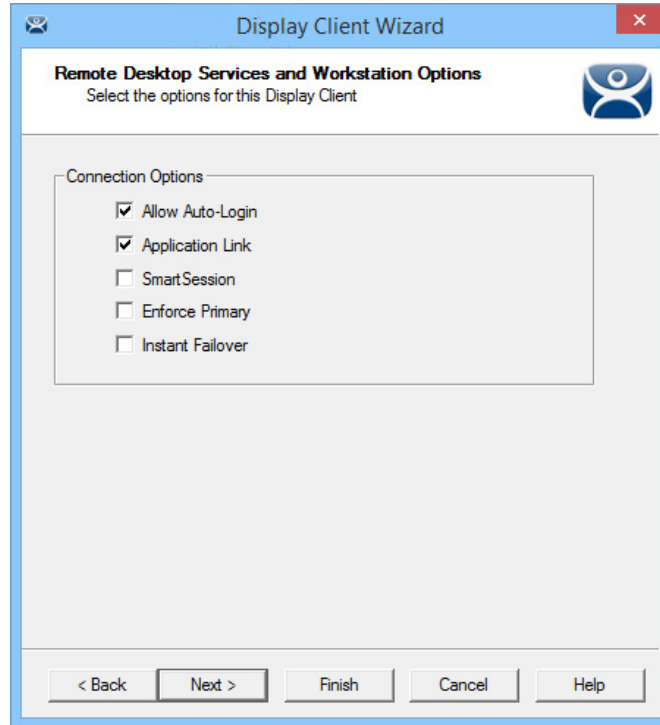 Display Client Wizard
Remote Desktop Services and Workstation Options
Select the options for this Display Client
Connection Options
Allow Auto-Login
Application Link
SmartSession
Enforce Primary
Instant Failover
< Back Next > Finish Cancel Help